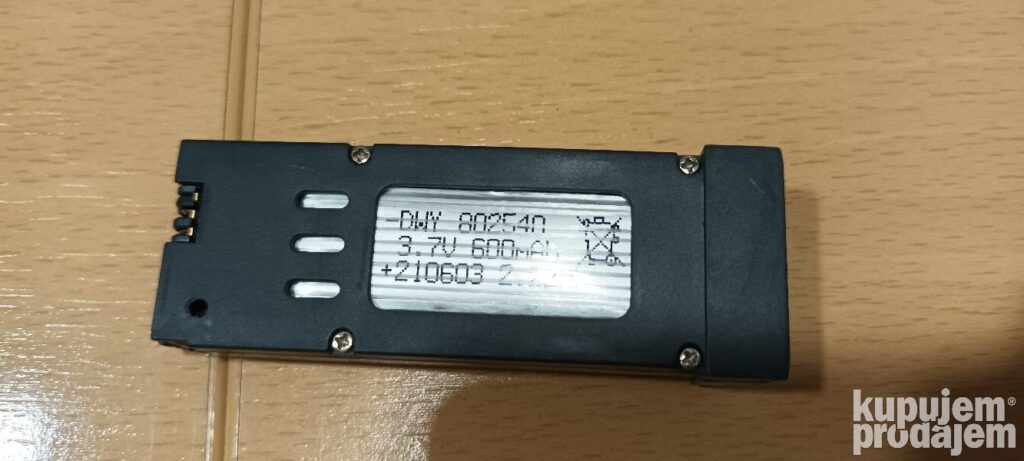 -DWY 802540
3.7V 600mAh
+210603
kupujem®
prodajem